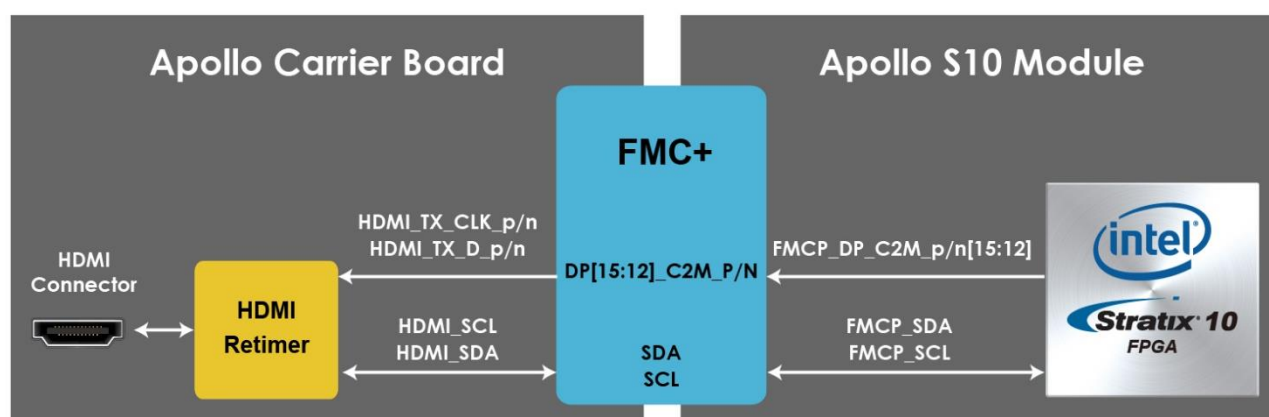 Apollo Carrier Board
Apollo S10 Module
FMC+
HDMI_TX_CLK_p/n
HDMI_TX_D_p/n
DP[15:12]_C2M_P/N
FMCP_DP_C2M_p/n[15:12]
HDMI
Connector
HDMI
Retimer
HDMI_SCL
HDMI_SDA
SDA
SCL
FMCP_SDA
FMCP_SCL
intel
Stratix 10
FPGA